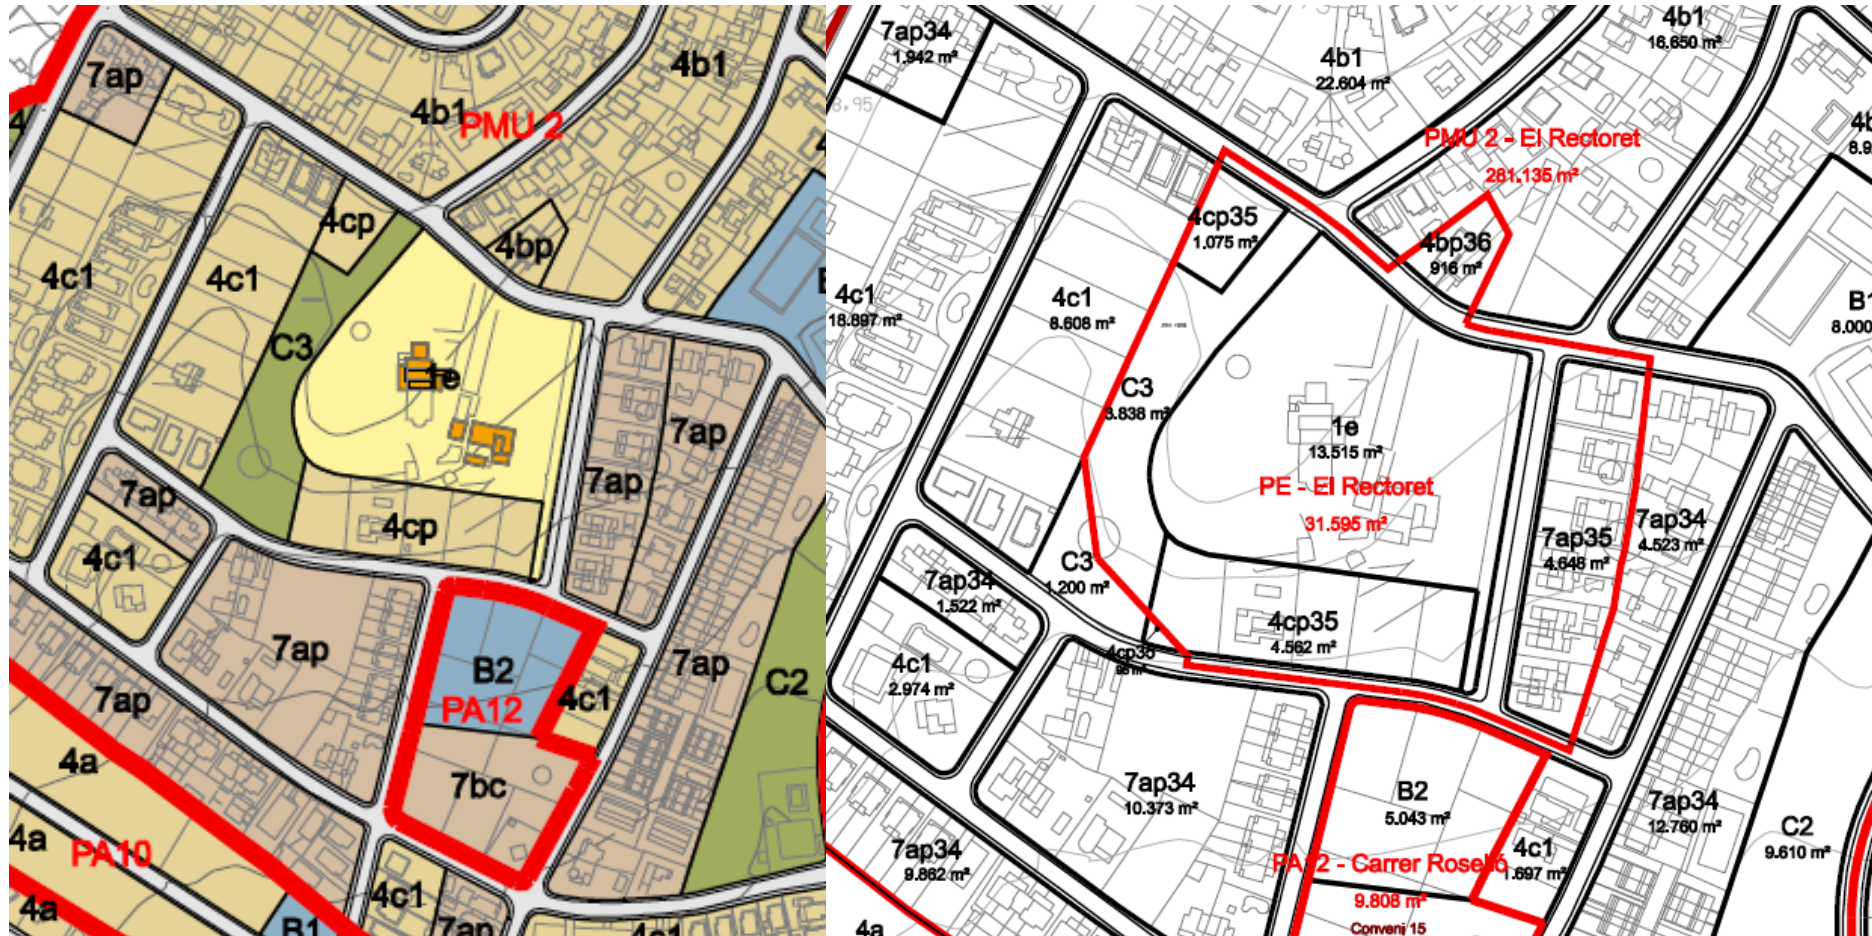 7ap
4b1
4b1
PMU 2
4
4cp
4bp
4c1
4c1
C3
1e
7ap
7ap
7ap
4cp
4c1
7ap
7ap
B2
PA12
4c1
C2
7ap
7bc
4a
4a
PA10
4a
B1
4c1
7ap
4c1
7ap34
1.942 m²
4b1
22.604 m²
4b1
16.650 m²
8,95
PMU 2 - El Rectoret
281.135 m²
4cp35
1.075 m²
4bp36
916 m²
4c1
18.897 m²
4c1
8.608 m²
B1
8.000
C3
3.838 m²
1e
13.515 m²
PE - El Rectoret
31.595 m²
7ap35
4.648 m²
7ap34
4.523 m²
7ap34
1.522 m²
C3
1.200 m²
4cp35
4.562 m²
4cp35
4c1
2.974 m²
7ap34
10.373 m²
B2
5.043 m²
7ap34
12.760 m²
C2
9.610 m²
7ap34
9.862 m²
PA12 - Carrer Roselló
9.808 m²
4c1
1.697 m²
Conveni 15
4a